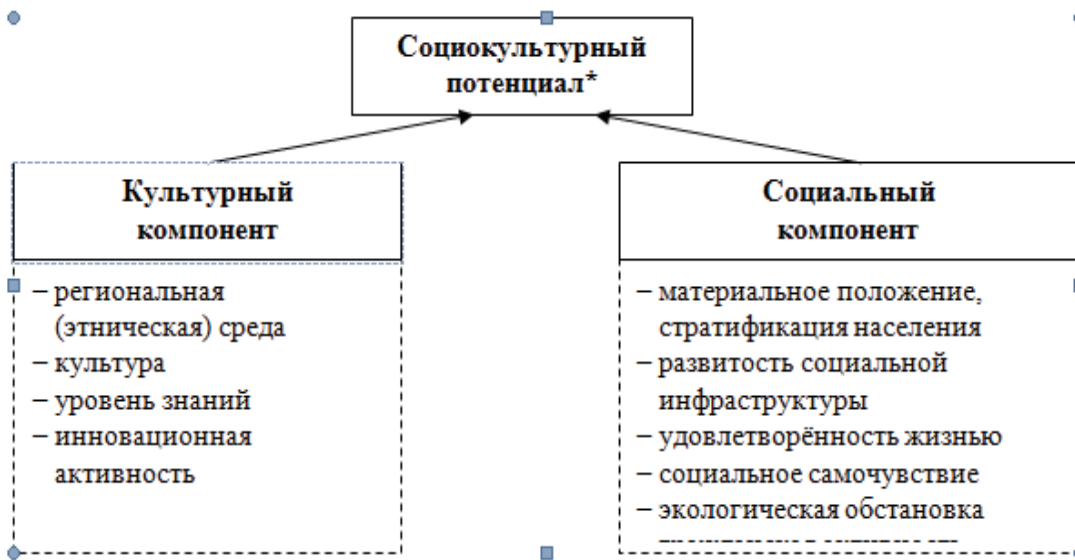 Социокультурный
потенциал*
Культурный
компонент
– региональная
(этническая) среда
– культура
– уровень знаний
– инновационная
активность
Социальный
компонент
– материальное положение,
стратификация населения
– развитость социальной
инфраструктуры
– удовлетворённость жизнью
– социальное самочувствие
– экологическая обстановка